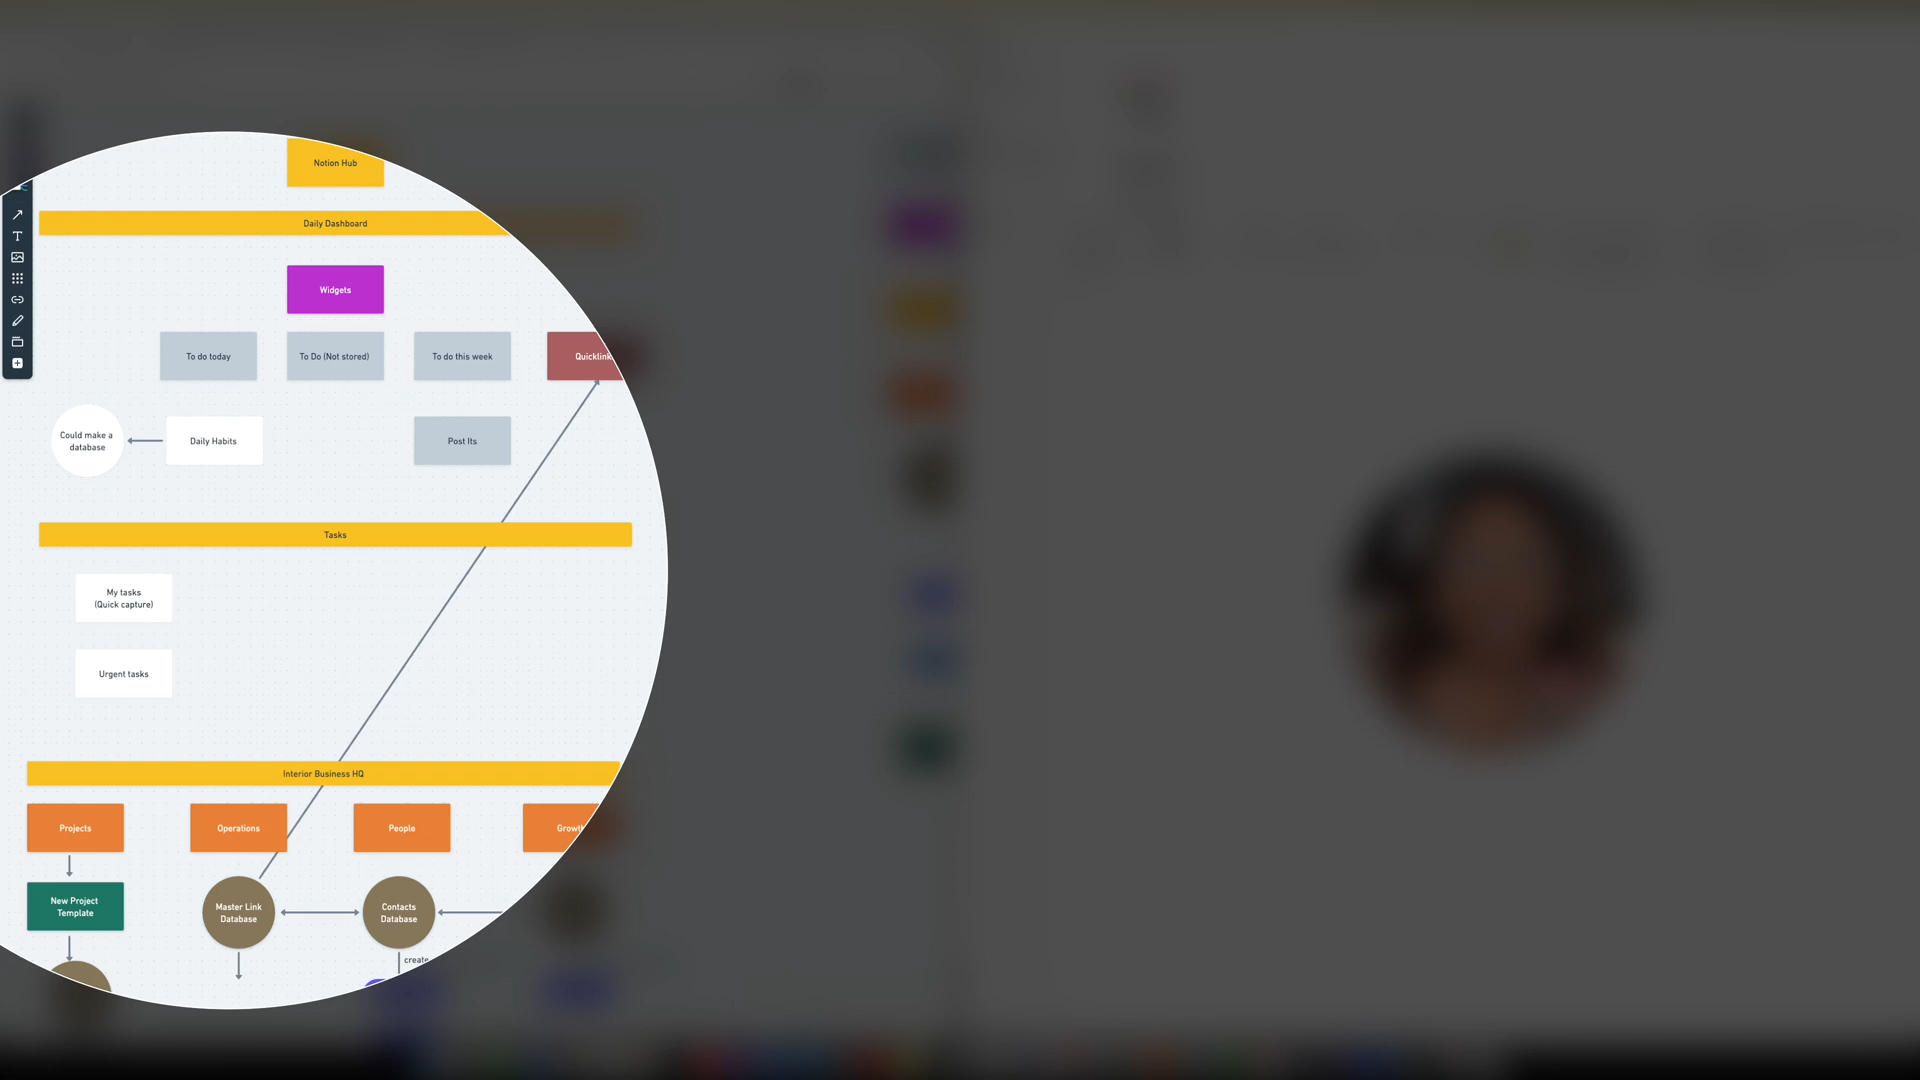 Notion Hub
Daily Dashboard
Widgets
To do today
To Do (Not stored)
To do this week
Quicklink
Could make a
database
Daily Habits
Post Its
Tasks
My tasks
(Quick capture)
Urgent tasks
Interior Business HQ
Projects
Operations
People
Growth
New Project
Template
Master Link
Database
Contacts
Database
create